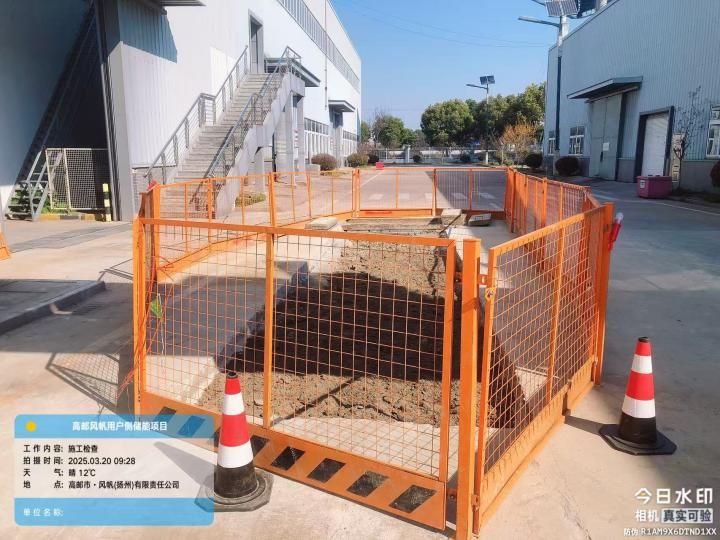 高邮风帆用户侧储能项目
工作内容: 施工检查
拍摄时间: 2025.03.20 09:28
天 气: 晴 12℃
地 点: 高邮市·风帆(扬州)有限责任公司
单位名称:
今日水印
相机 真实可验
防伪 R1AM9X6DTND1XX